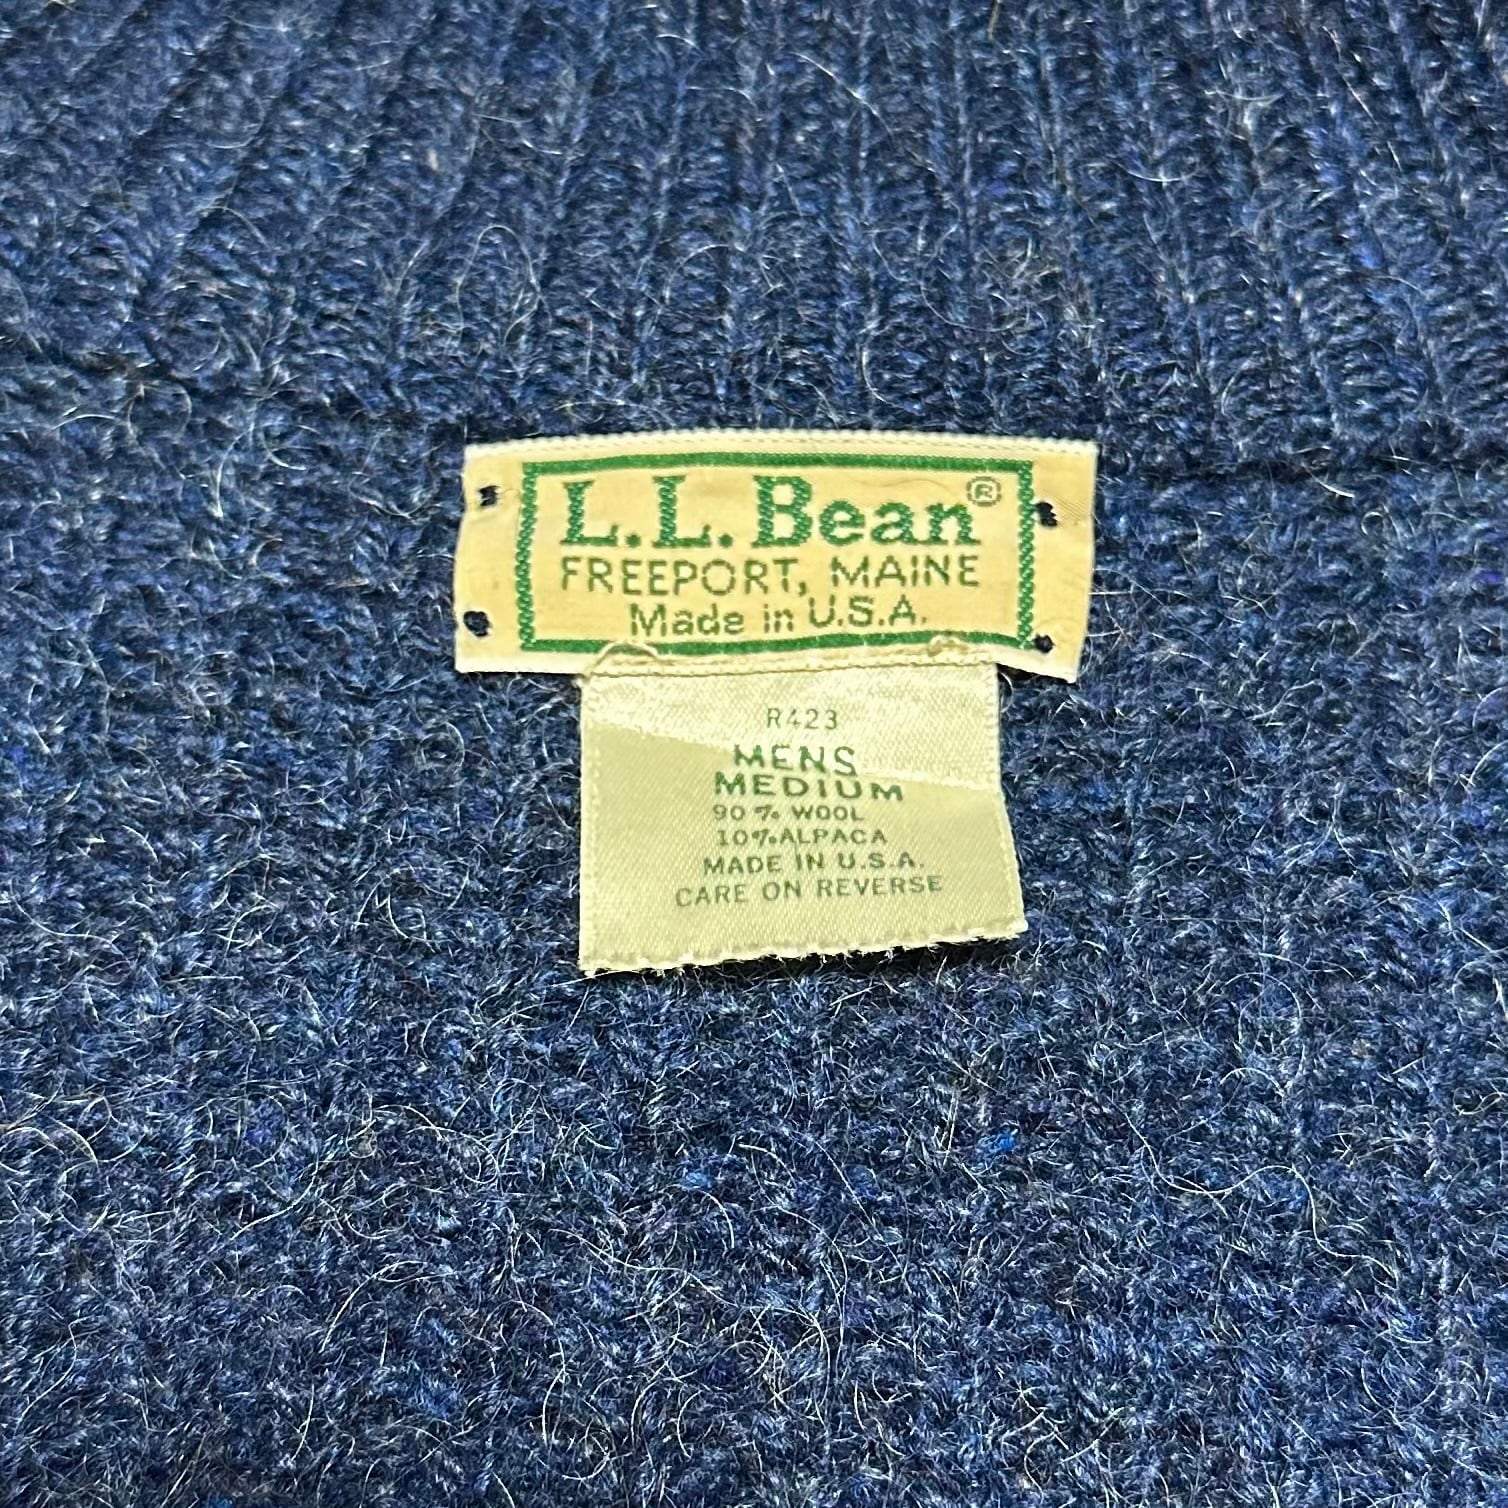 L.L.Bean®
FREEPORT, MAINE
Made in U.S.A.
R423
MENS
MEDIUM
90% WOOL
10% ALPACA
MADE IN U.S.A.
CARE ON REVERSE